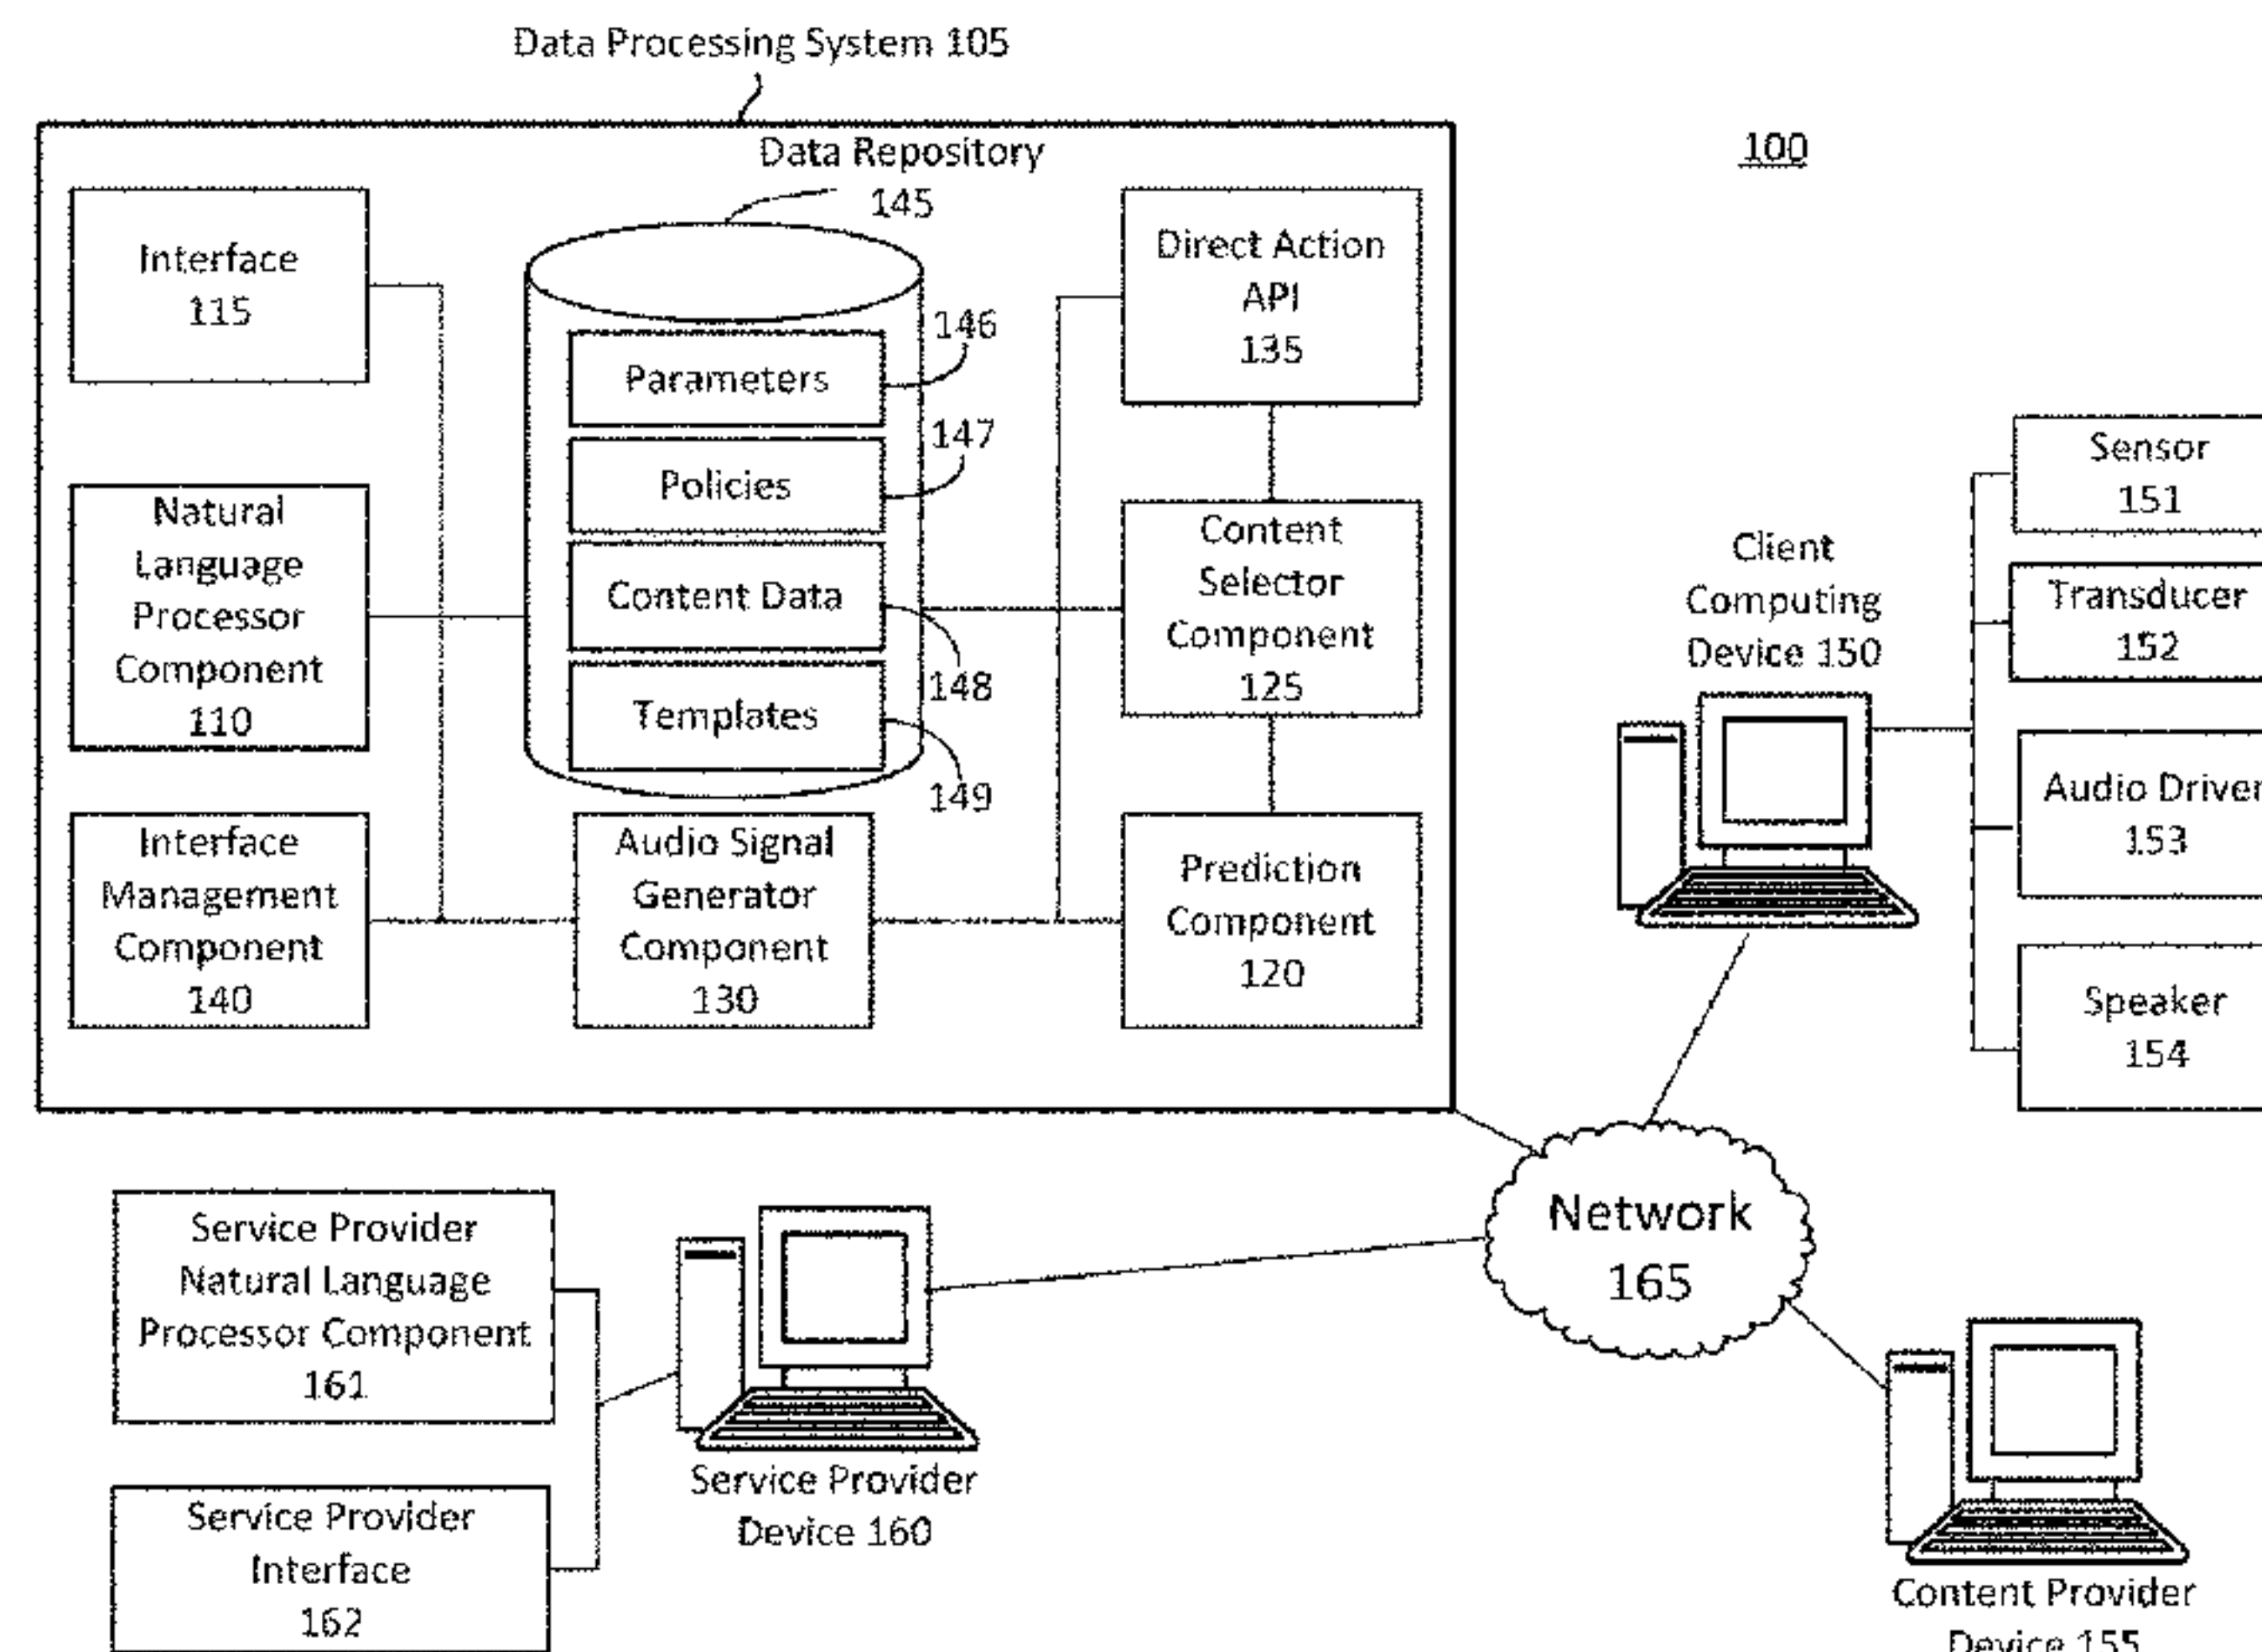 Data Processing System 105
100
Data Repository
145
Interface
115
Natural
Language
Processor
Component
110
Interface
Management
Component
140
Parameters
146
Policies
147
Content Data
148
Templates
149
Audio Signal
Generator
Component
130
Direct Action
API
135
Content
Selector
Component
125
Prediction
Component
120
Client
Computing
Device 150
Sensor
151
Transducer
152
Audio Driver
153
Speaker
154
Network
165
Service Provider
Natural Language
Processor Component
161
Service Provider
Interface
162
Service Provider
Device 160
Content Provider
Device 155